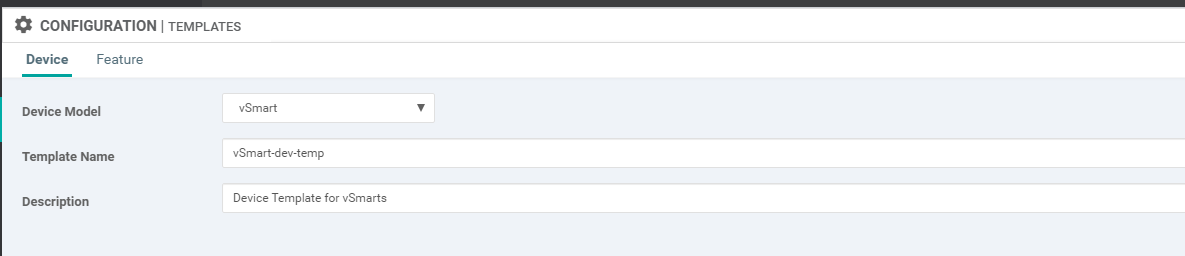 CONFIGURATION | TEMPLATES
Device Feature
Device Model vSmart
Template Name vSmart-dev-temp
Description Device Template for vSmarts